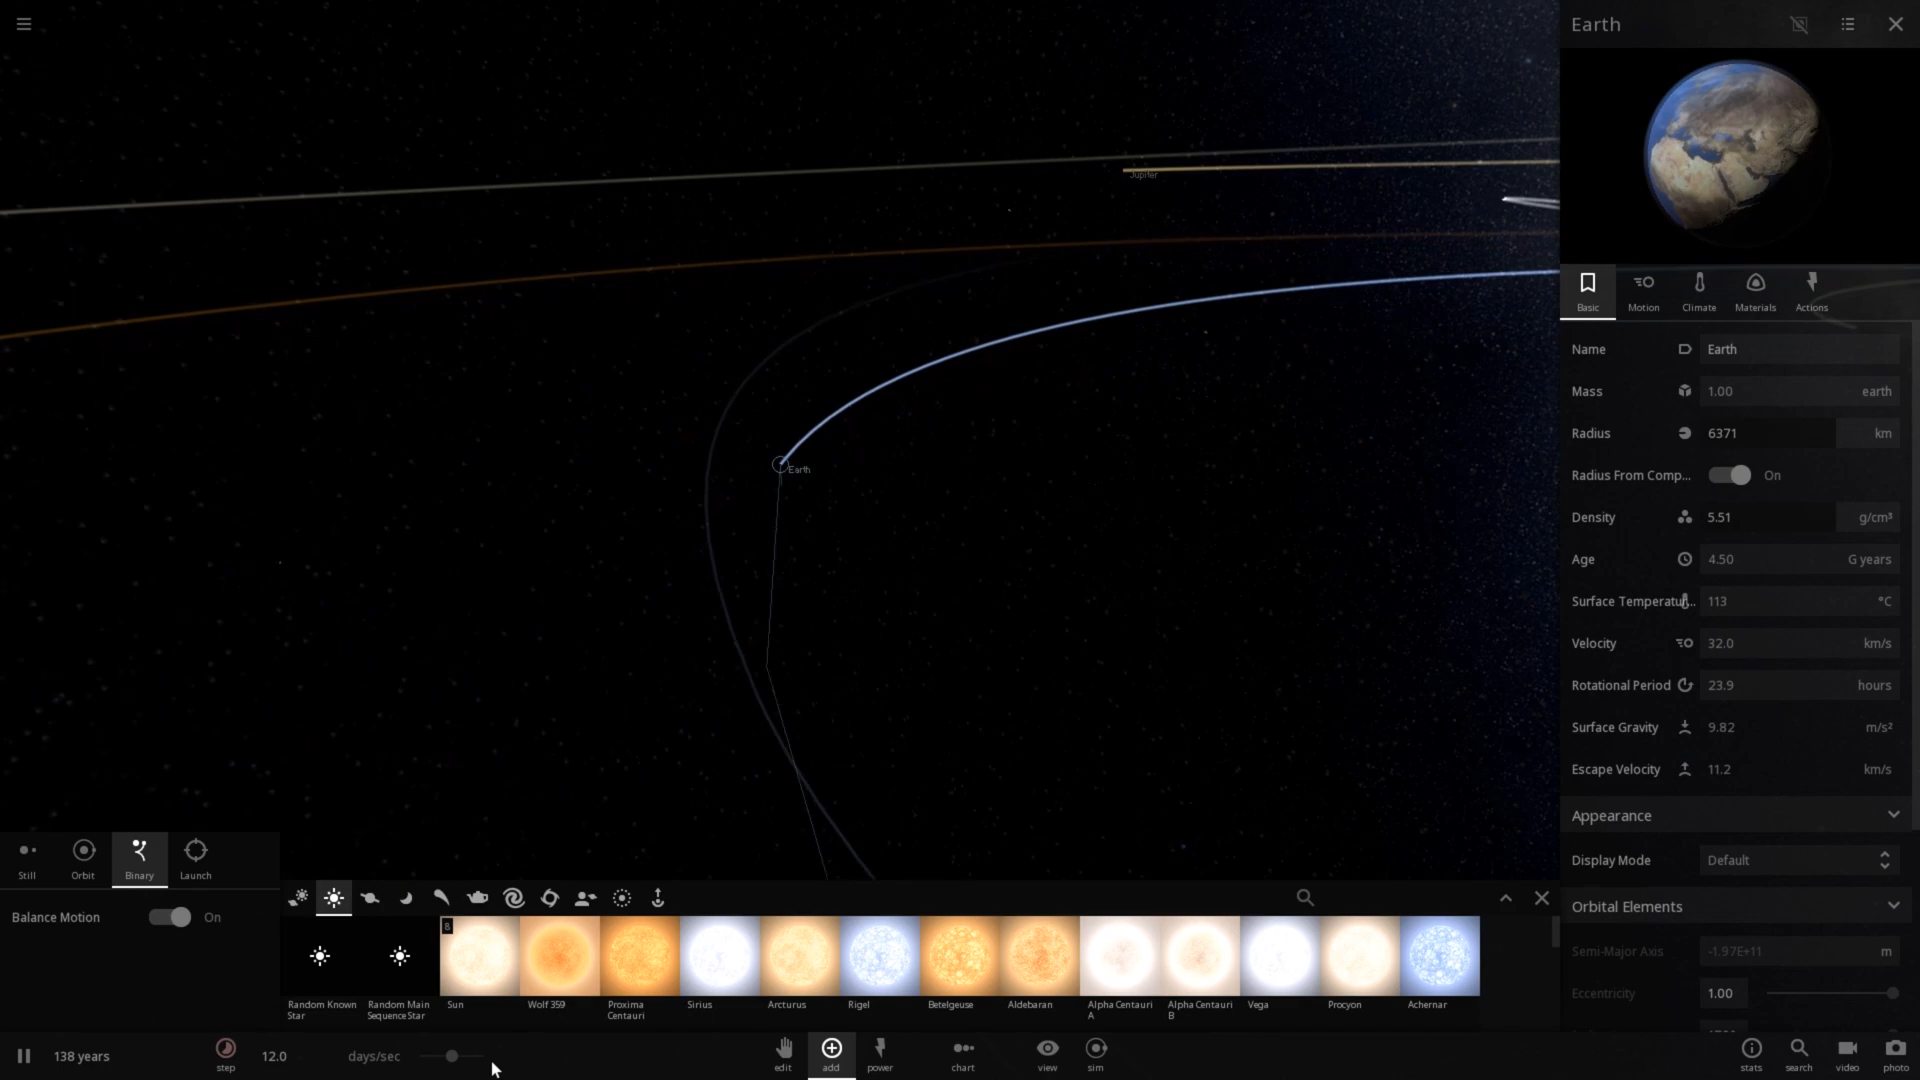 Earth
Jupiter
Earth
Basic
Motion
Climate
Materials
Actions
Name
Earth
Mass
1.00
earth
Radius
6371
km
Radius From Comp...
On
Density
5.51
g/cm³
Age
4.50
G years
Surface Temperatur...
113
°C
Velocity
32.0
km/s
Rotational Period
23.9
hours
Surface Gravity
9.82
m/s²
Escape Velocity
11.2
km/s
Appearance
Display Mode
Default
Orbital Elements
Semi-Major Axis
-1.97E+11
m
Eccentricity
1.00
Still
Orbit
Binary
Launch
Balance Motion
On
8
Random Known
Star
Random Main
Sequence Star
Sun
Wolf 359
Proxima
Centauri
Sirius
Arcturus
Rigel
Betelgeuse
Aldebaran
Alpha Centauri
A
Alpha Centauri
B
Vega
Procyon
Achernar
138 years
step
12.0
days/sec
edit
add
power
chart
view
sim
stats
search
video
photo